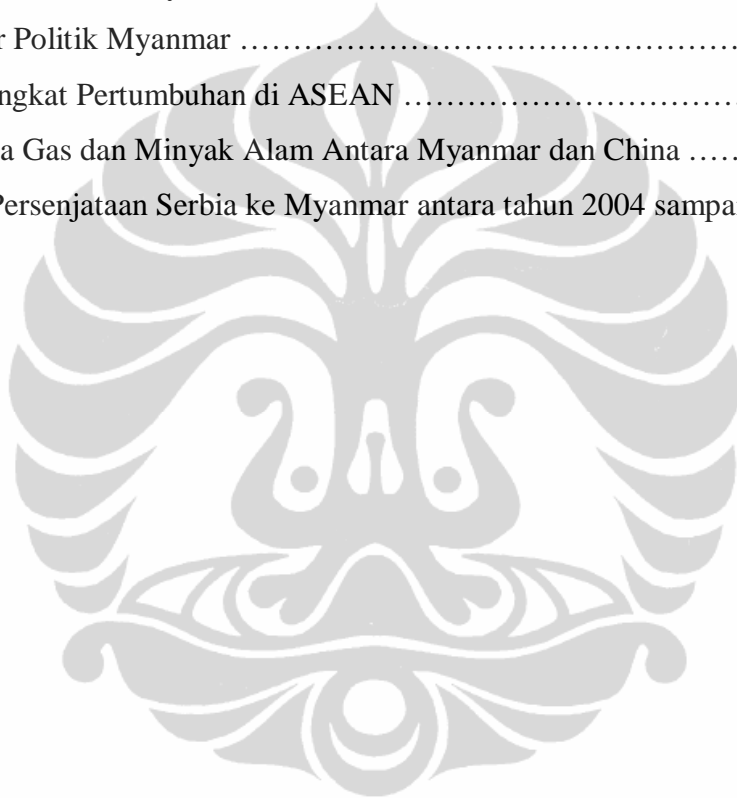 r Politik Myanmar ……………………………………………
ngkat Pertumbuhan di ASEAN ………………………………
a Gas dan Minyak Alam Antara Myanmar dan China ……
Persenjataan Serbia ke Myanmar antara tahun 2004 sampai